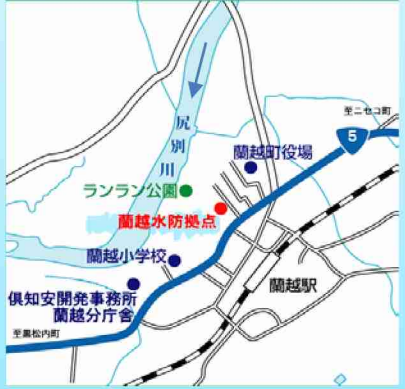 至ニセコ町
5
尻別川
蘭越町役場
ランラン公園
蘭越水防拠点
蘭越小学校
蘭越駅
倶知安開発事務所
蘭越分庁舎
至黒松内町